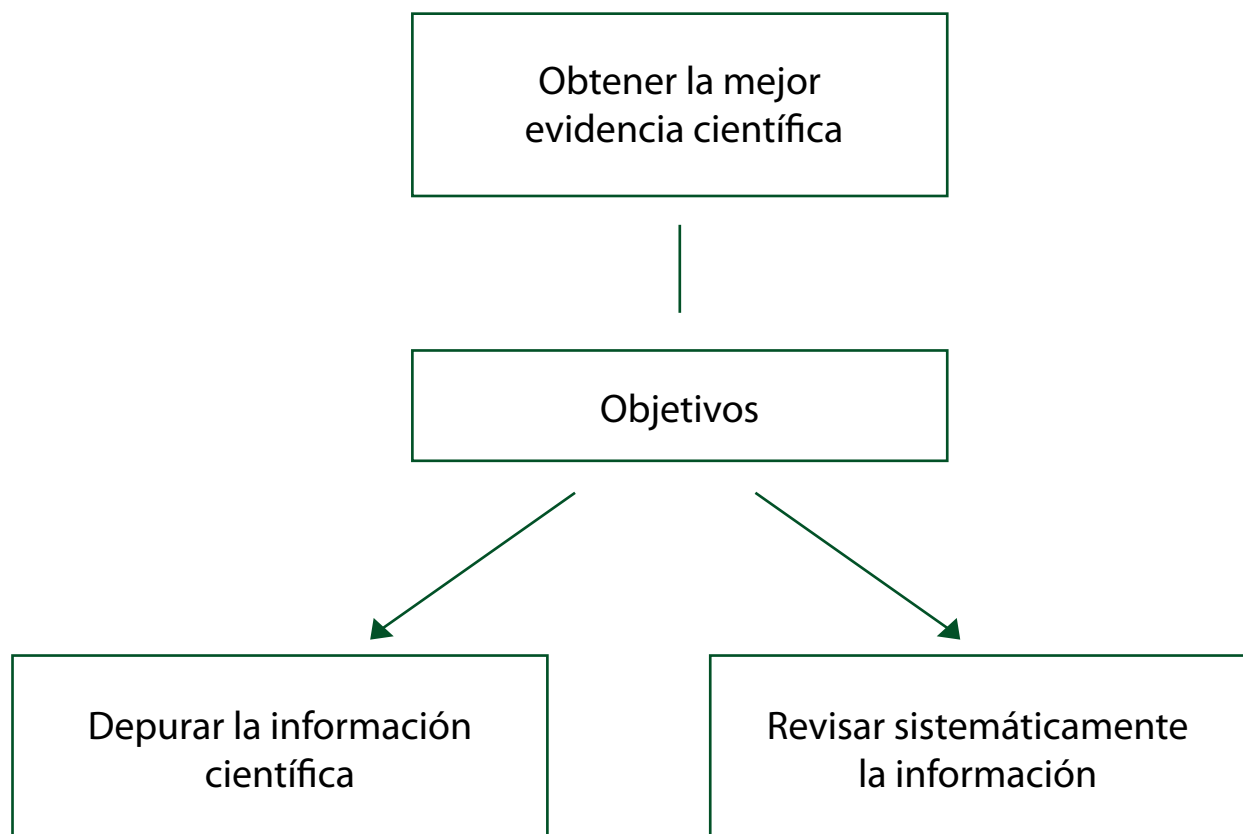 Obtener la mejor
evidencia científica
Objetivos
Depurar la información
científica
Revisar sistemáticamente
la información